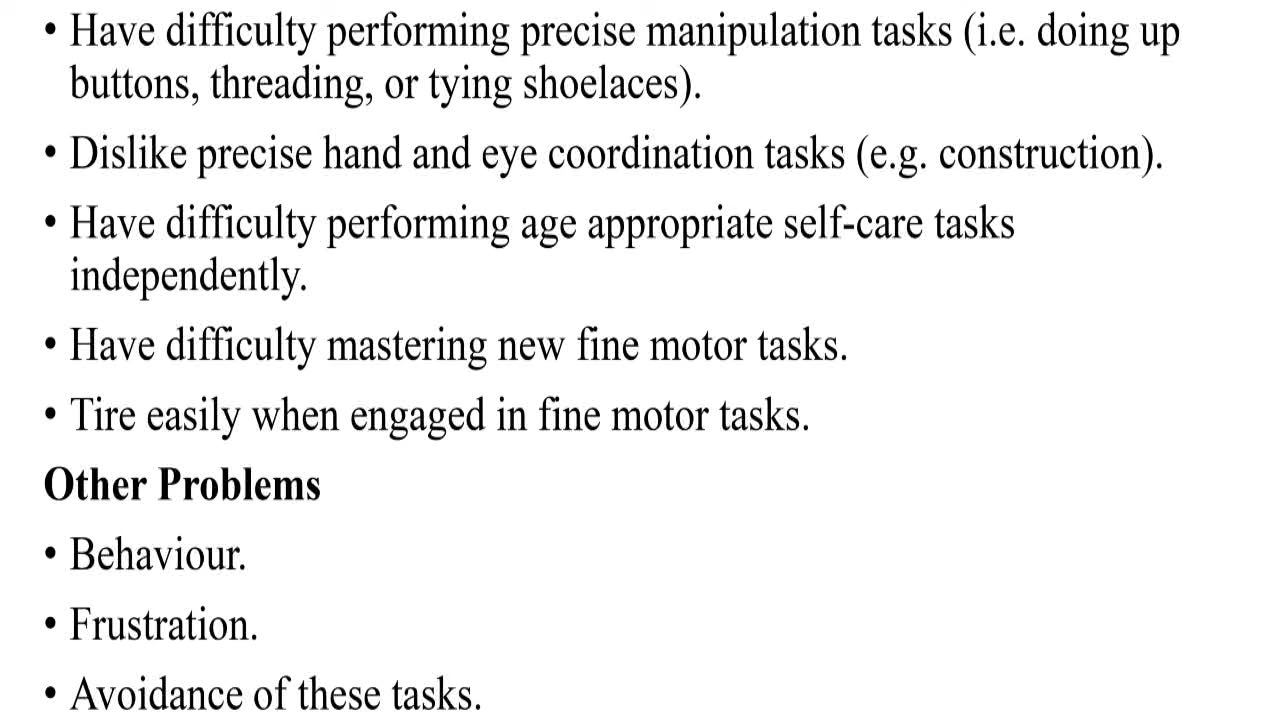 • Have difficulty performing precise manipulation tasks (i.e. doing up
buttons, threading, or tying shoelaces).
• Dislike precise hand and eye coordination tasks (e.g. construction).
• Have difficulty performing age appropriate self-care tasks
independently.
• Have difficulty mastering new fine motor tasks.
• Tire easily when engaged in fine motor tasks.
Other Problems
• Behaviour.
• Frustration.
• Avoidance of these tasks.